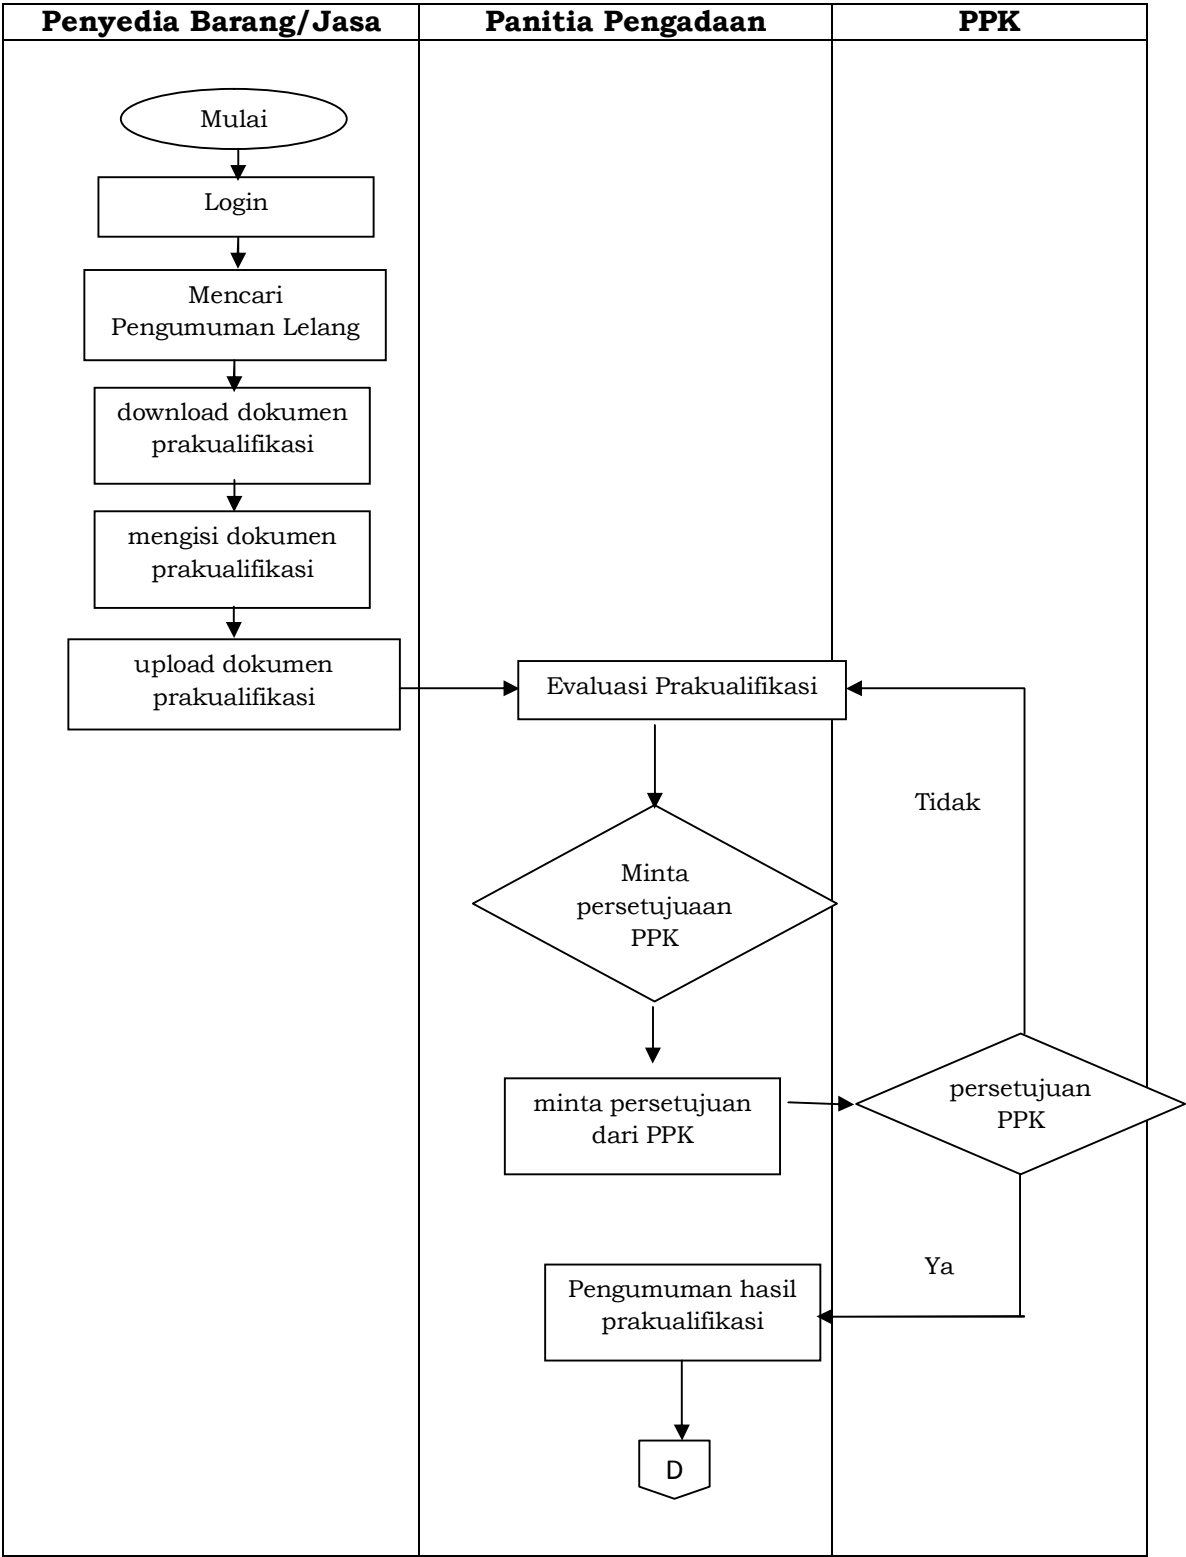 Penyedia Barang/Jasa
Panitia Pengadaan
PPK
Mulai
Login
Mencari
Pengumuman Lelang
download dokumen
prakualifikasi
mengisi dokumen
prakualifikasi
upload dokumen
prakualifikasi
Evaluasi Prakualifikasi
Tidak
Minta
persetujuaan
PPK
minta persetujuan
dari PPK
persetujuan
PPK
Ya
Pengumuman hasil
prakualifikasi
D